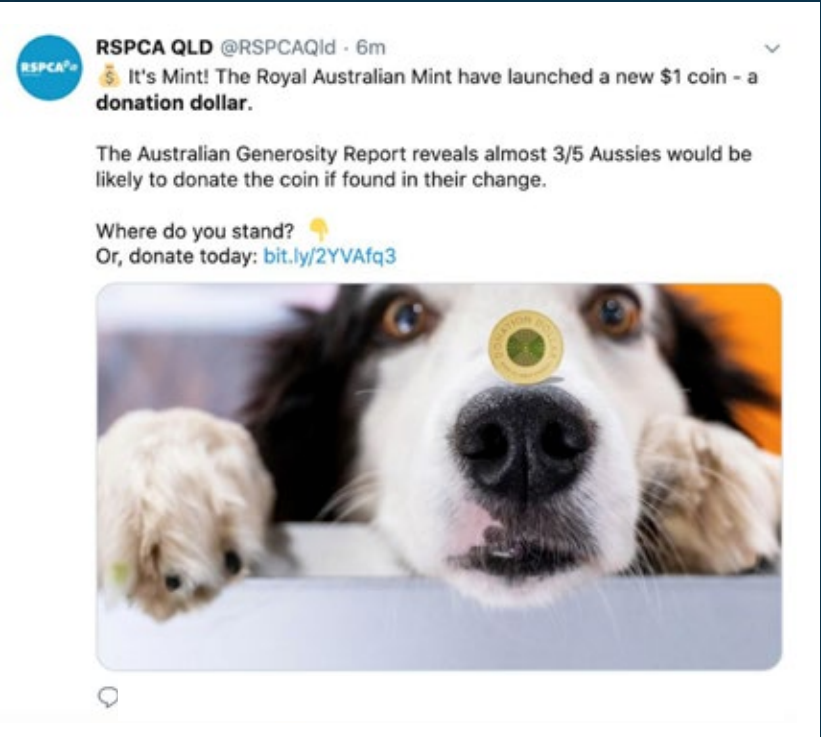 RSPCA QLD @RSPCAQld · 6m
RSPCA
💰 It's Mint! The Royal Australian Mint have launched a new $1 coin - a
donation dollar.
The Australian Generosity Report reveals almost 3/5 Aussies would be
likely to donate the coin if found in their change.
Where do you stand? 👇
Or, donate today: bit.ly/2YVAfq3
DONATION DOLLAR